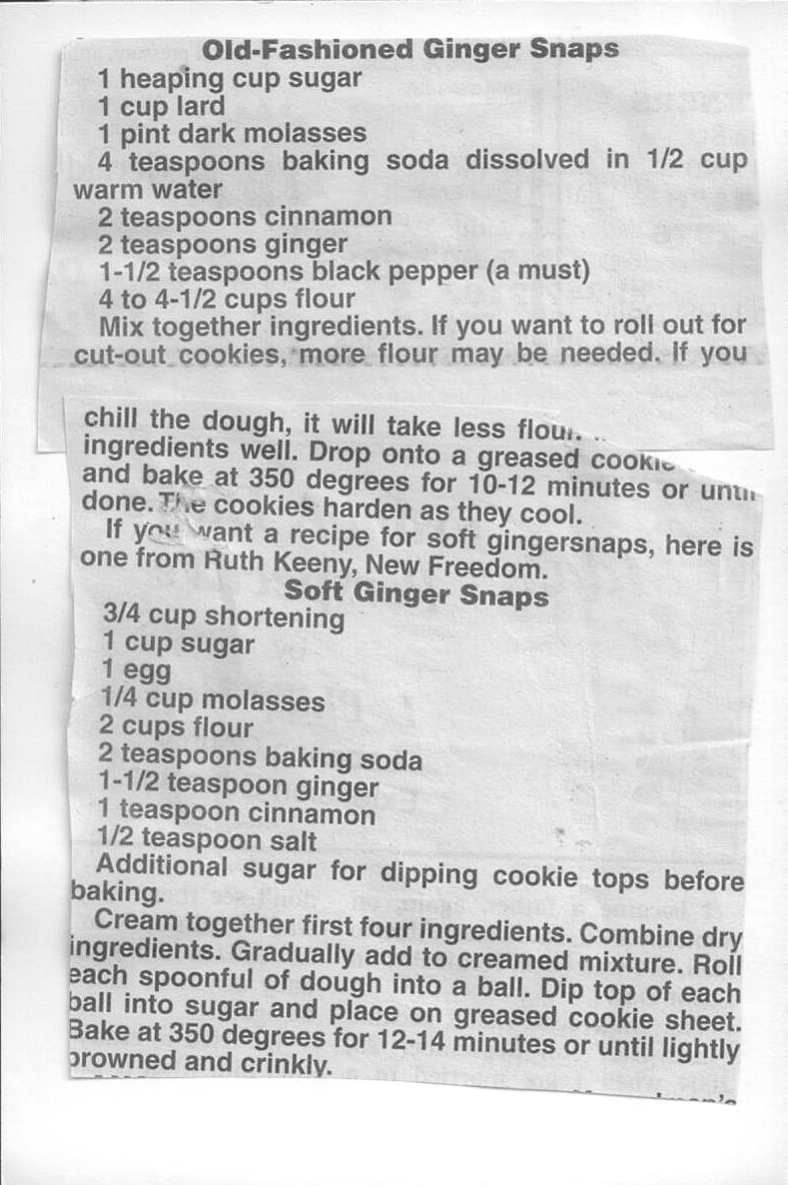 Old-Fashioned Ginger Snaps
1 heaping cup sugar
1 cup lard
1 pint dark molasses
4 teaspoons baking soda dissolved in 1/2 cup
warm water
2 teaspoons cinnamon
2 teaspoons ginger
1-1/2 teaspoons black pepper (a must)
4 to 4-1/2 cups flour
Mix together ingredients. If you want to roll out for
cut-out cookies, more flour may be needed. If you
chill the dough, it will take less flour.
ingredients well. Drop onto a greased cookie
and bake at 350 degrees for 10-12 minutes or until
done. The cookies harden as they cool.
If you want a recipe for soft gingersnaps, here is
one from Ruth Keeny, New Freedom.
Soft Ginger Snaps
3/4 cup shortening
1 cup sugar
1 egg
1/4 cup molasses
2 cups flour
2 teaspoons baking soda
1-1/2 teaspoon ginger
1 teaspoon cinnamon
1/2 teaspoon salt
Additional sugar for dipping cookie tops before
baking.
Cream together first four ingredients. Combine dry
ingredients. Gradually add to creamed mixture. Roll
each spoonful of dough into a ball. Dip top of each
ball into sugar and place on greased cookie sheet.
Bake at 350 degrees for 12-14 minutes or until lightly
browned and crinkly.